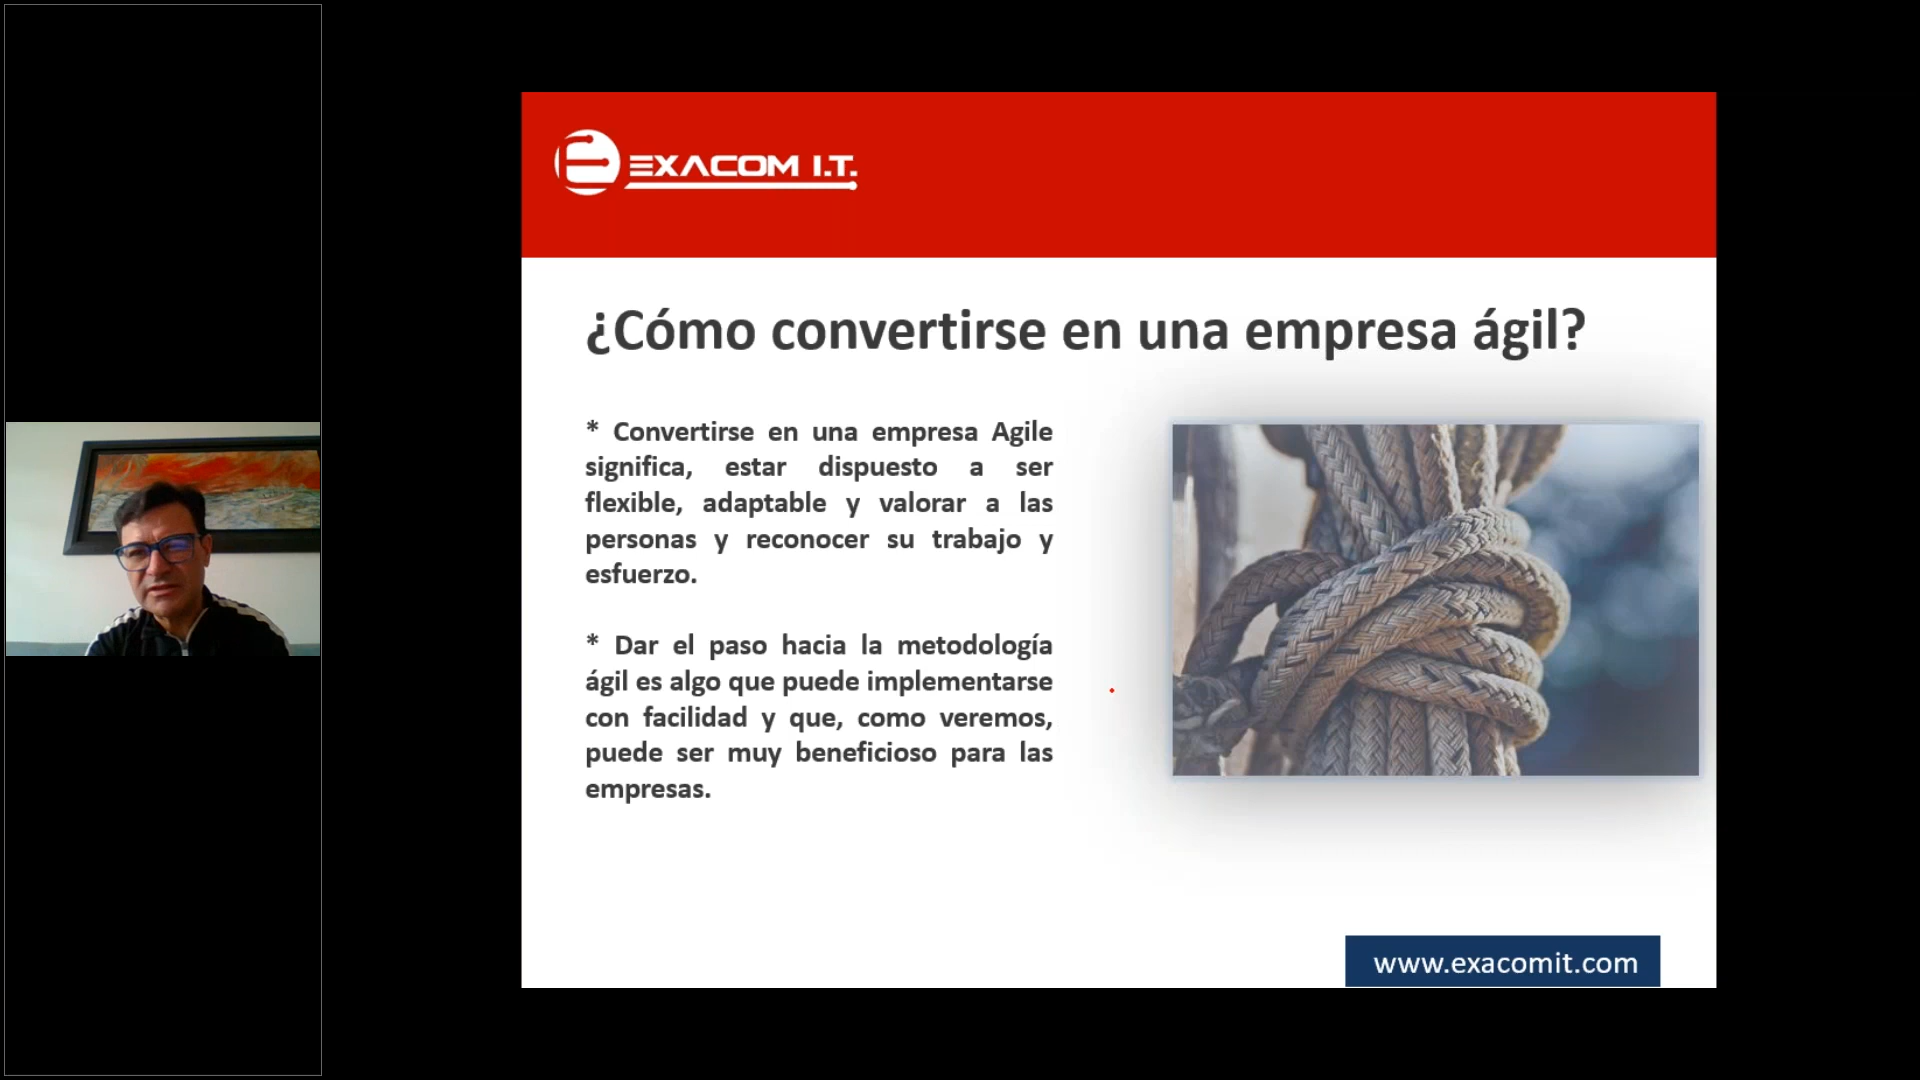 EXACOM I.T.
¿Cómo convertirse en una empresa ágil?
* Convertirse en una empresa Agile
significa, estar dispuesto a ser
flexible, adaptable y valorar a las
personas y reconocer su trabajo y
esfuerzo.
* Dar el paso hacia la metodología
ágil es algo que puede implementarse
con facilidad y que, como veremos,
puede ser muy beneficioso para las
empresas.
www.exacomit.com